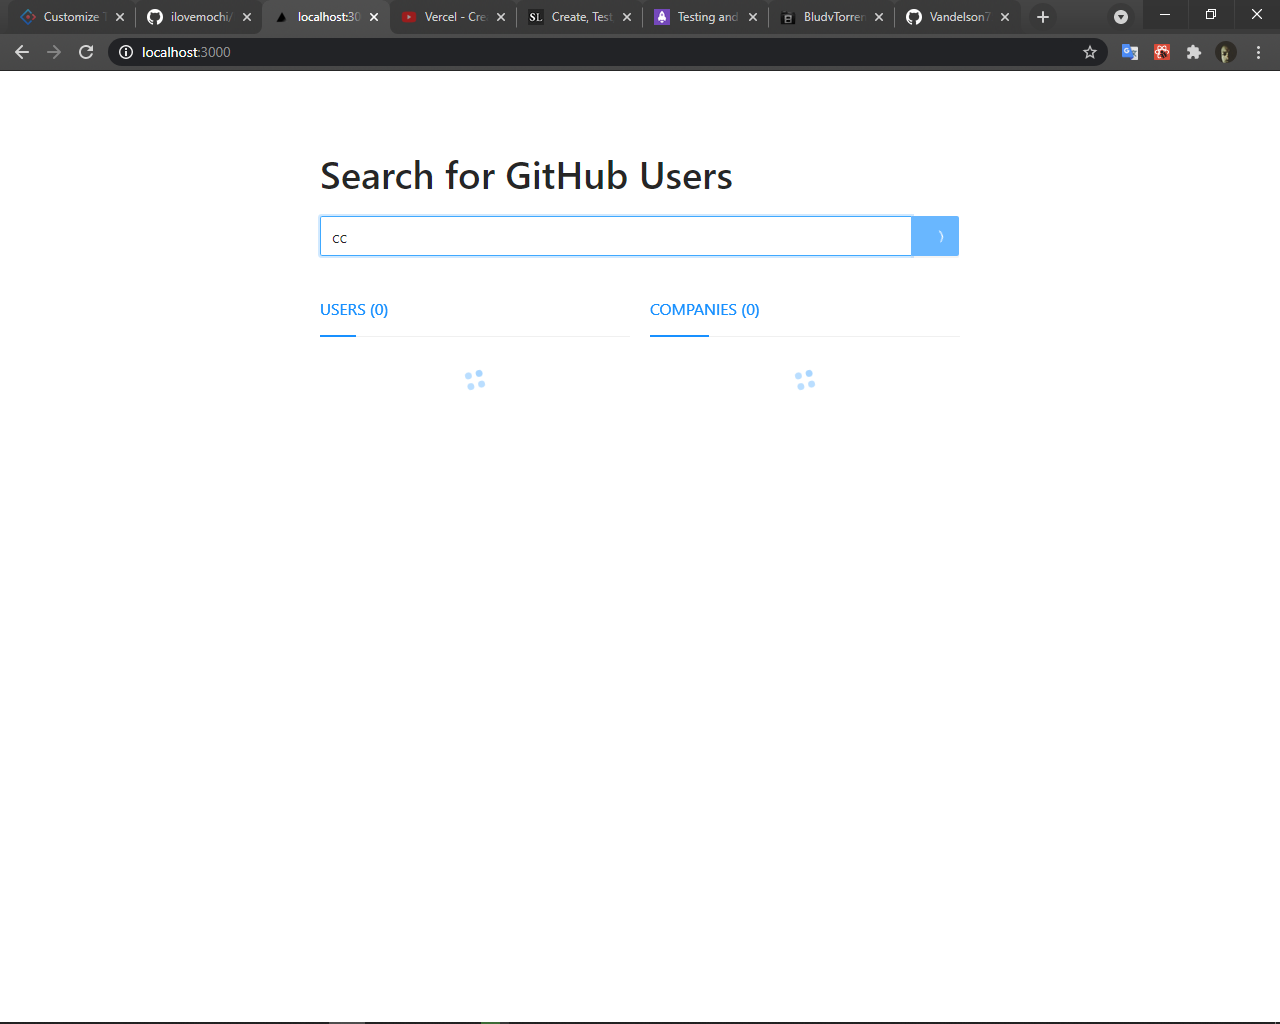 Customize T
ilovemochi/
localhost:30
Vercel - Cre
SL
Create, Test,
Testing and
BludvTorren
Vandelson7
localhost:3000
Search for GitHub Users
cc
USERS (0)
COMPANIES (0)